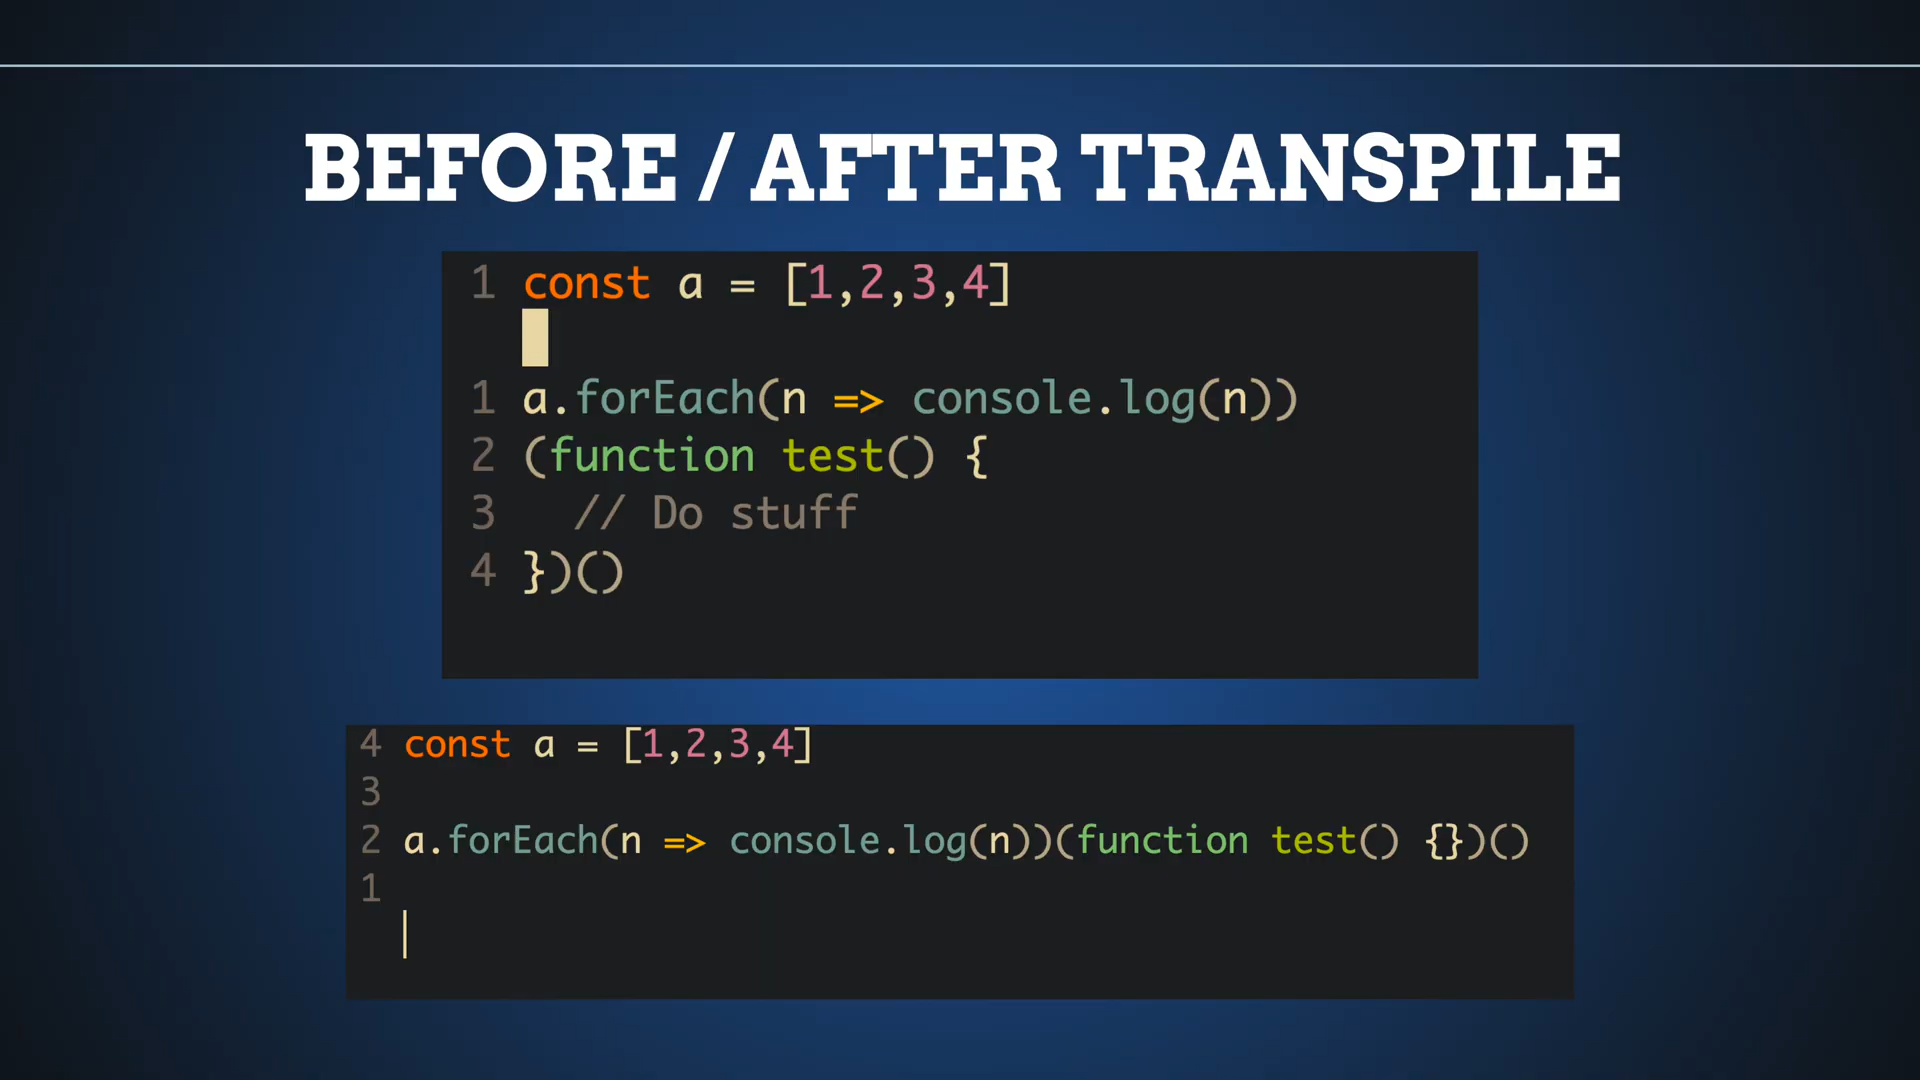 BEFORE / AFTER TRANSPILE
1 const a = [1,2,3,4]
1 a.forEach(n => console.log(n))
2 (function test() {
3   // Do stuff
4 })()
4 const a = [1,2,3,4]
3
2 a.forEach(n => console.log(n))(function test() {})()
1